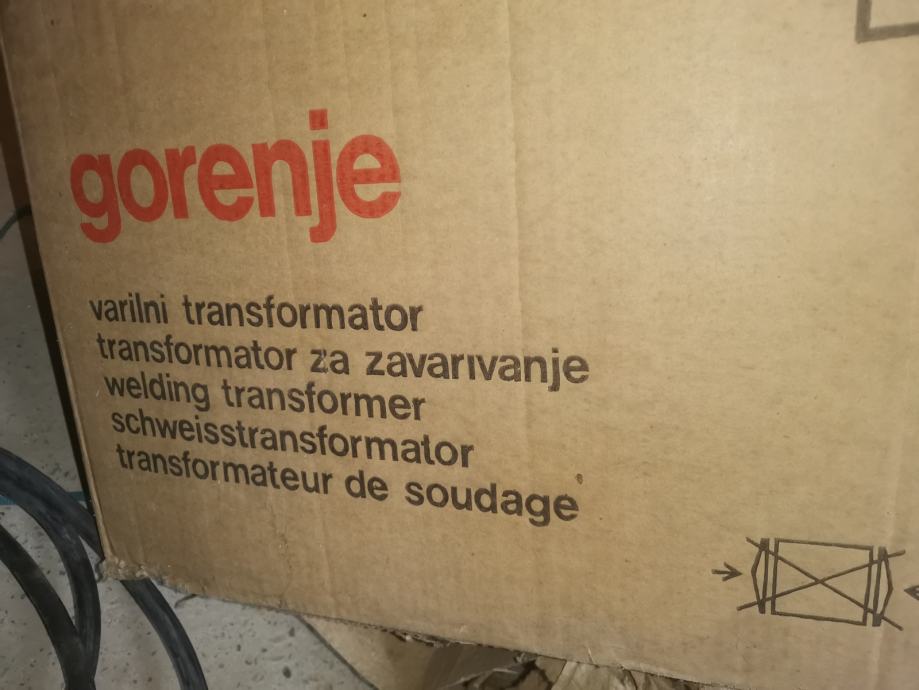 gorenje
varilni transformator
transformator za zavarivanje
welding transformer
schweisstransformator
transformateur de soudage